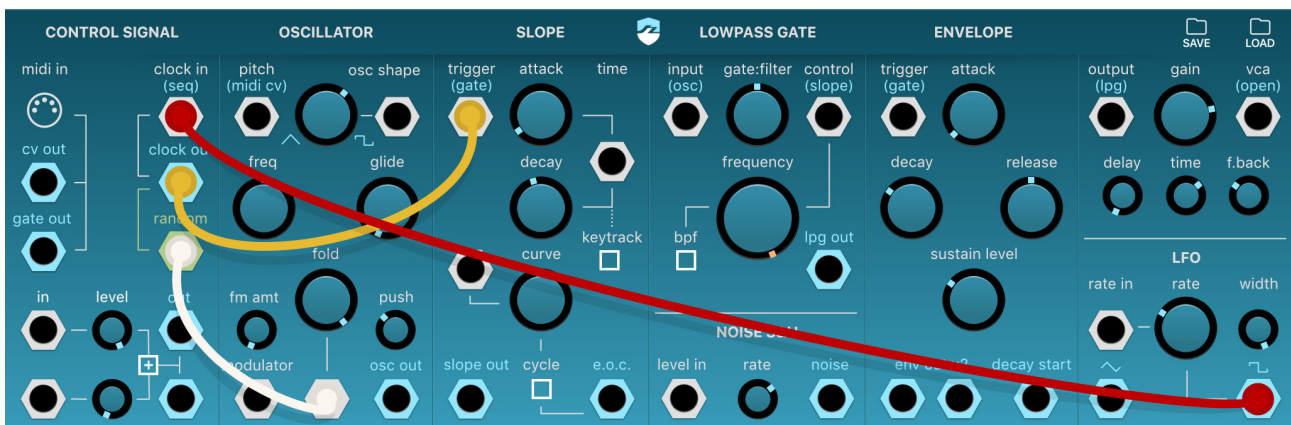 CONTROL SIGNAL
OSCILLATOR
SLOPE
LOWPASS GATE
ENVELOPE
SAVE
LOAD
midi in
clock in
(seq)
cv out
clock ou
gate out
random
in
level
out
pitch
(midi cv)
osc shape
freq
glide
fold
fm amt
push
modulator
osc out
trigger
(gate)
attack
time
decay
keytrack
curve
slope out
cycle
e.o.c.
input
(osc)
gate:filter
control
(slope)
frequency
bpf
lpg out
level in
rate
noise
trigger
(gate)
attack
decay
release
sustain level
env
decay start
output
(lpg)
gain
vca
(open)
delay
time
f.back
LFO
rate in
rate
width